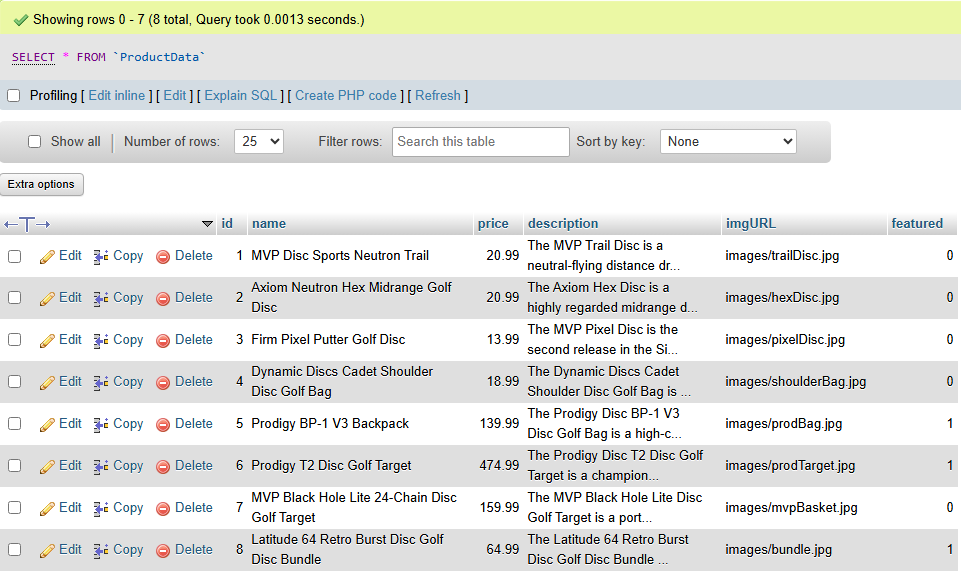 Showing rows 0 - 7 (8 total, Query took 0.0013 seconds.)
SELECT * FROM `ProductData`
Profiling [ Edit inline ] [ Edit ] [ Explain SQL ] [ Create PHP code ] [ Refresh ]
Show all Number of rows: 25 Filter rows: Search this table Sort by key: None
Extra options
id name price description imgURL featured
Edit Copy Delete 1 MVP Disc Sports Neutron Trail 20.99 The MVP Trail Disc is a neutral-flying distance dr... images/trailDisc.jpg 0
Edit Copy Delete 2 Axiom Neutron Hex Midrange Golf Disc 20.99 The Axiom Hex Disc is a highly regarded midrange d... images/hexDisc.jpg 0
Edit Copy Delete 3 Firm Pixel Putter Golf Disc 13.99 The MVP Pixel Disc is the second release in the Si... images/pixelDisc.jpg 0
Edit Copy Delete 4 Dynamic Discs Cadet Shoulder Disc Golf Bag 18.99 The Dynamic Discs Cadet Shoulder Disc Golf Bag is ... images/shoulderBag.jpg 0
Edit Copy Delete 5 Prodigy BP-1 V3 Backpack 139.99 The Prodigy Disc BP-1 V3 Disc Golf Bag is a high-c... images/prodBag.jpg 1
Edit Copy Delete 6 Prodigy T2 Disc Golf Target 474.99 The Prodigy Disc T2 Disc Golf Target is a champion... images/prodTarget.jpg 1
Edit Copy Delete 7 MVP Black Hole Lite 24-Chain Disc Golf Target 159.99 The MVP Black Hole Lite Disc Golf Target is a port... images/mvpBasket.jpg 0
Edit Copy Delete 8 Latitude 64 Retro Burst Disc Golf Disc Bundle 64.99 The Latitude 64 Retro Burst Disc Golf Disc Bundle ... images/bundle.jpg 1